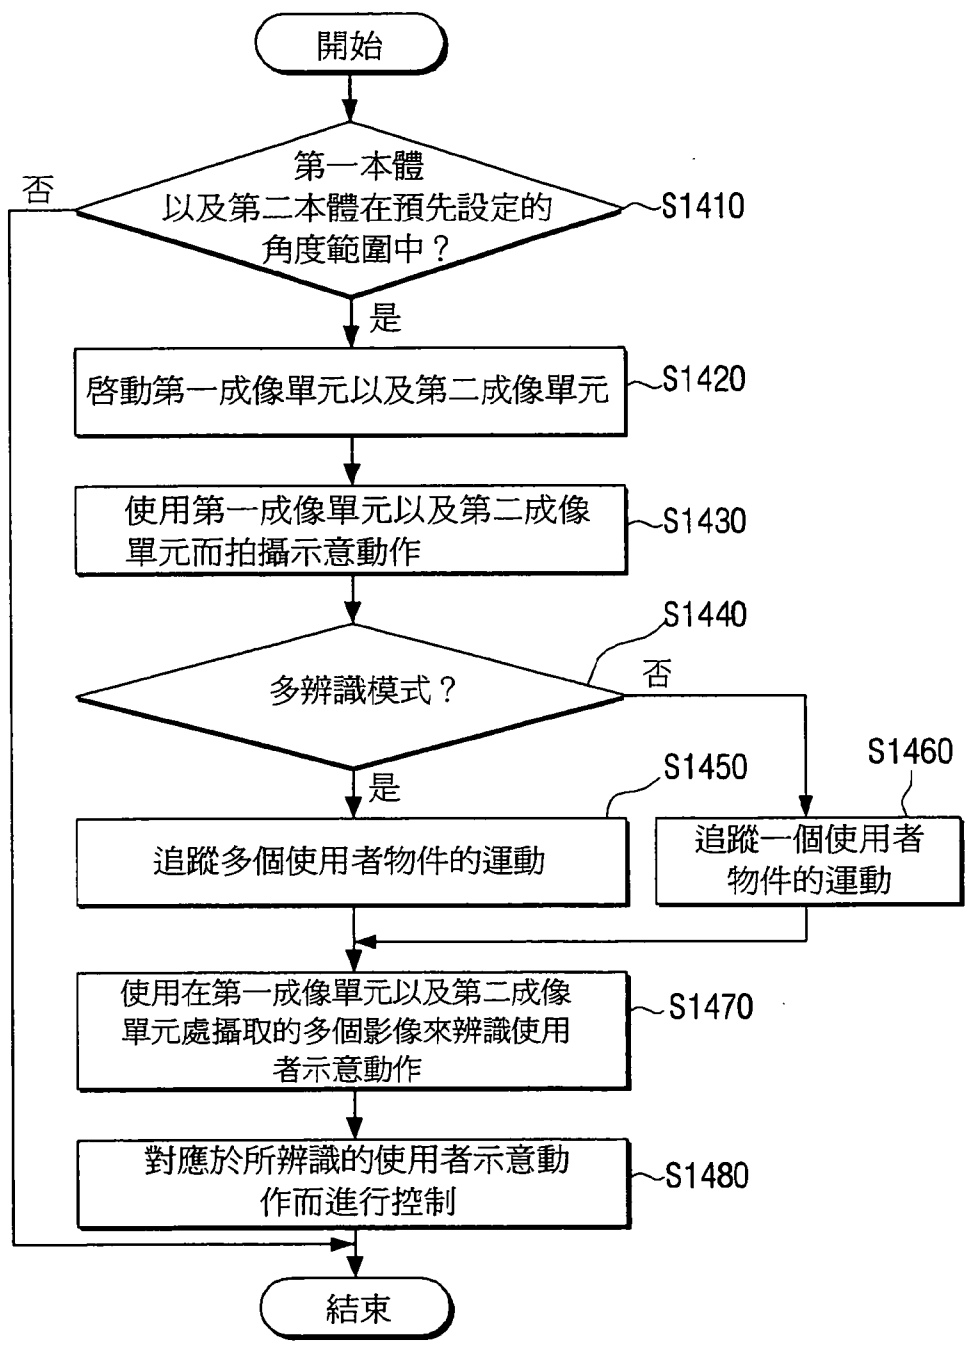 開始
第一本體
以及第二本體在預先設定的
角度範圍中？
S1410
否
是
啓動第一成像單元以及第二成像單元
S1420
使用第一成像單元以及第二成像
單元而拍攝示意動作
S1430
多辨識模式？
S1440
否
是
追蹤多個使用者物件的運動
S1450
追蹤一個使用者
物件的運動
S1460
使用在第一成像單元以及第二成像
單元處攝取的多個影像來辨識使用
者示意動作
S1470
對應於所辨識的使用者示意動
作而進行控制
S1480
結束